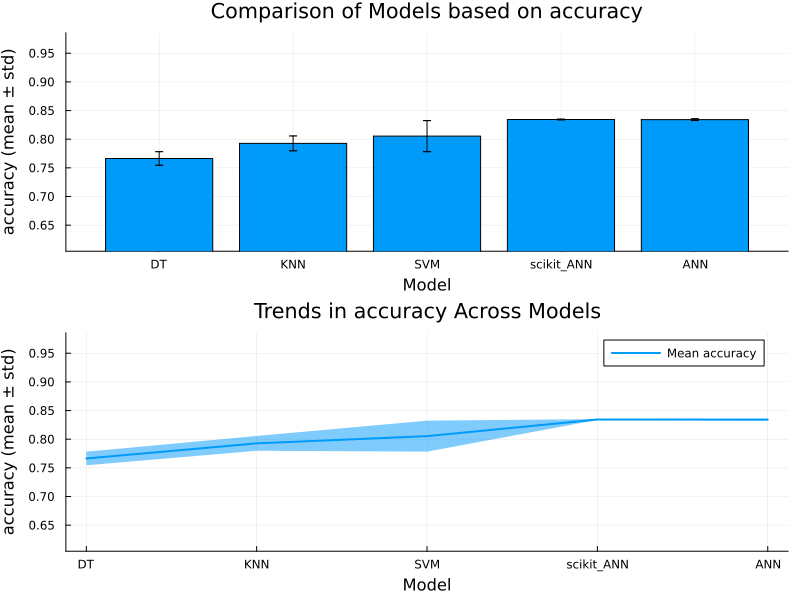 Comparison of Models based on accuracy
accuracy (mean ± std)
0.95
0.90
0.85
0.80
0.75
0.70
0.65
DT KNN SVM scikit_ANN ANN
Model
Trends in accuracy Across Models
accuracy (mean ± std)
Mean accuracy
0.95
0.90
0.85
0.80
0.75
0.70
0.65
DT KNN SVM scikit_ANN ANN
Model